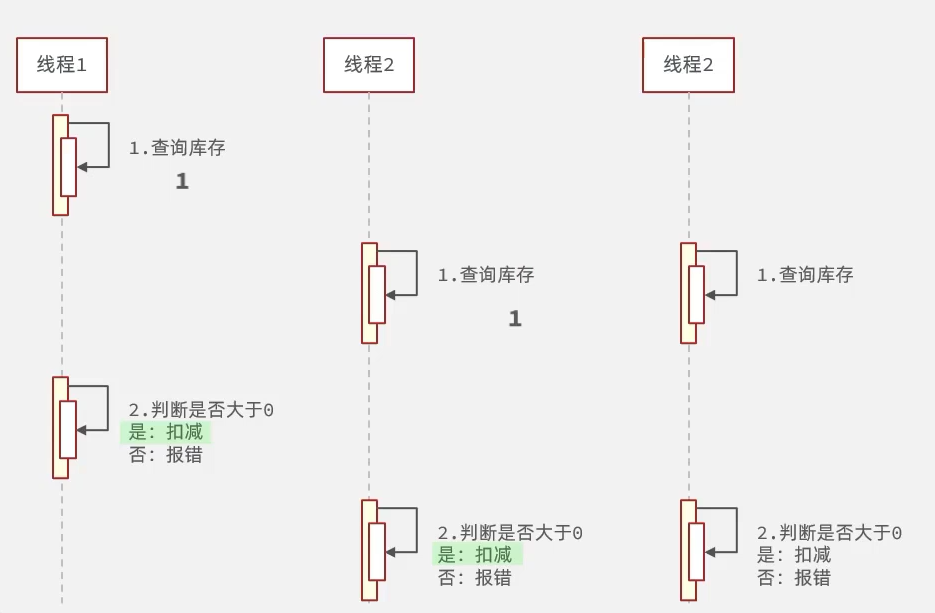 线程1
线程2
线程2
1.查询库存
1
1.查询库存
1
1.查询库存
2.判断是否大于0
是：扣减
否：报错
2.判断是否大于0
是：扣减
否：报错
2.判断是否大于0
是：扣减
否：报错